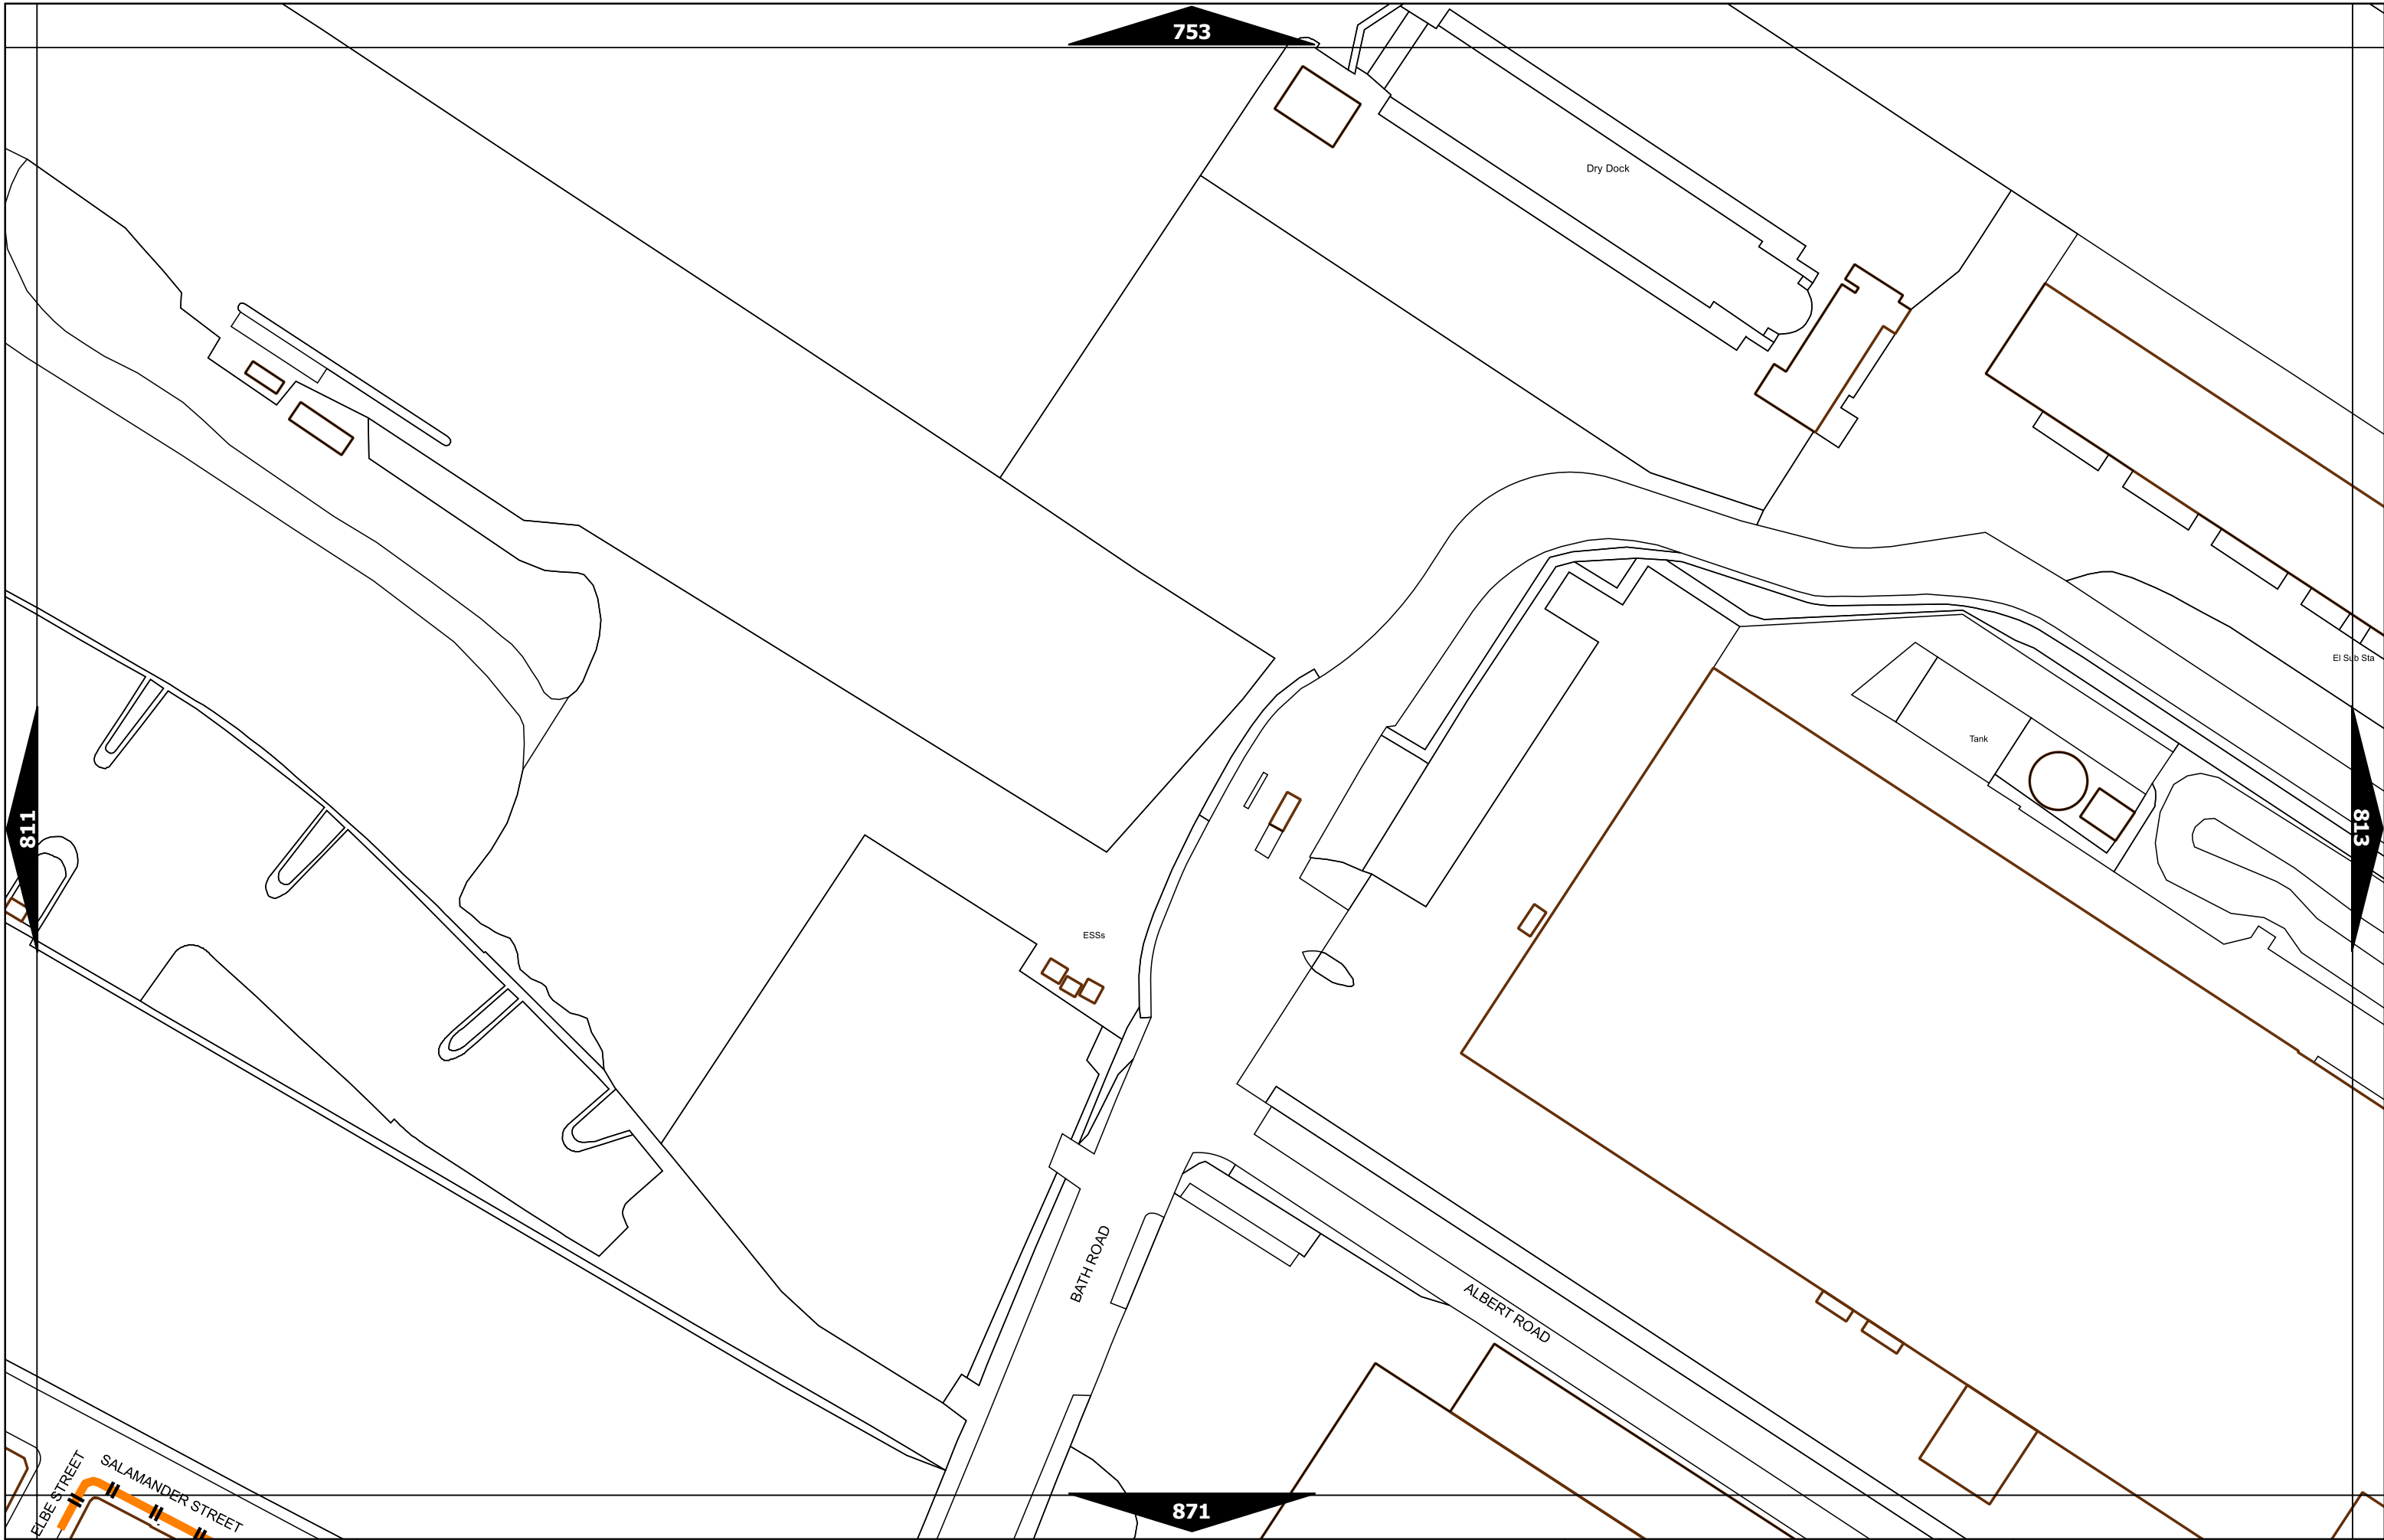 753
Dry Dock
El Sub Sta
Tank
811
813
ESSs
BATH ROAD
ALBERT ROAD
ELBE STREET
SALAMANDER STREET
871